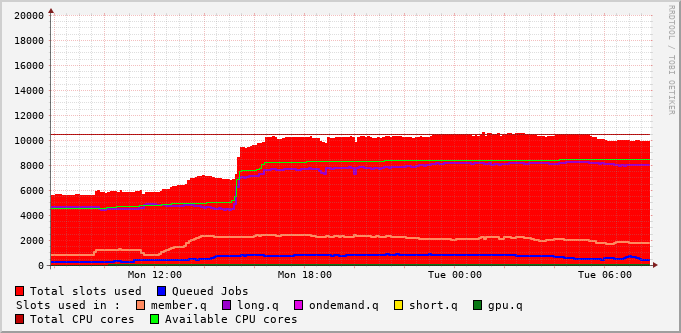 RRDTOOL / TOBI OETIKER
20000
18000
16000
14000
12000
10000
8000
6000
4000
2000
0
Mon 12:00 Mon 18:00 Tue 00:00 Tue 06:00
Total slots used Queued Jobs
Slots used in : member.q long.q ondemand.q short.q gpu.q
Total CPU cores Available CPU cores